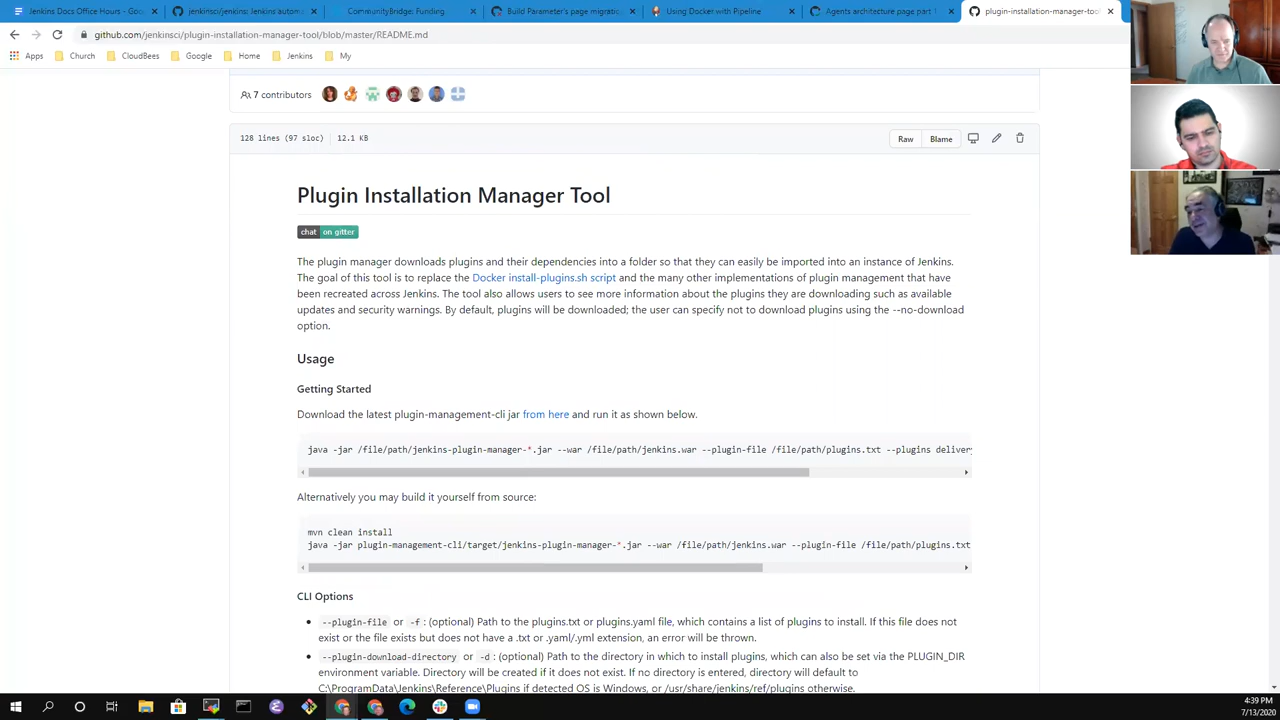 Jenkins Docs Office Hours - Goo
jenkinsci/jenkins: Jenkins autom
CommunityBridge: Funding
Build Parameter's page migratio
Using Docker with Pipeline
Agents architecture page part 1
plugin-installation-manager-tool
github.com/jenkinsci/plugin-installation-manager-tool/blob/master/README.md
Apps
Church
CloudBees
Google
Home
Jenkins
My
7 contributors
128 lines (97 sloc)
12.1 KB
Raw
Blame
Plugin Installation Manager Tool
chat on gitter
The plugin manager downloads plugins and their dependencies into a folder so that they can easily be imported into an instance of Jenkins.
The goal of this tool is to replace the Docker install-plugins.sh script and the many other implementations of plugin management that have
been recreated across Jenkins. The tool also allows users to see more information about the plugins they are downloading such as available
updates and security warnings. By default, plugins will be downloaded; the user can specify not to download plugins using the --no-download
option.
Usage
Getting Started
Download the latest plugin-management-cli jar from here and run it as shown below.
java -jar /file/path/jenkins-plugin-manager-*.jar --war /file/path/jenkins.war --plugin-file /file/path/plugins.txt --plugins delivery
Alternatively you may build it yourself from source:
mvn clean install
java -jar plugin-management-cli/target/jenkins-plugin-manager-*.jar --war /file/path/jenkins.war --plugin-file /file/path/plugins.txt
CLI Options
--plugin-file or -f : (optional) Path to the plugins.txt or plugins.yaml file, which contains a list of plugins to install. If this file does not
exist or the file exists but does not have a .txt or .yaml/.yml extension, an error will be thrown.
--plugin-download-directory or -d : (optional) Path to the directory in which to install plugins, which can also be set via the PLUGIN_DIR
environment variable. Directory will be created if it does not exist. If no directory is entered, directory will default to
C:\ProgramData\Jenkins\Reference\Plugins if detected OS is Windows, or /usr/share/jenkins/ref/plugins otherwise.
4:39 PM
7/13/2020